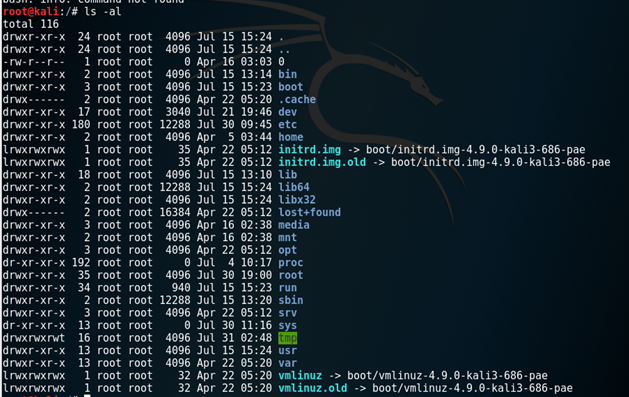 bash: info: command not found
root@kali:/# ls -al
total 116
drwxr-xr-x  24 root root  4096 Jul 15 15:24 .
drwxr-xr-x  24 root root  4096 Jul 15 15:24 ..
-rw-r--r--   1 root root     0 Apr 16 03:03 0
drwxr-xr-x   2 root root  4096 Jul 15 13:14 bin
drwxr-xr-x   3 root root  4096 Jul 15 15:23 boot
drwx------   2 root root  4096 Apr 22 05:20 .cache
drwxr-xr-x  17 root root  3040 Jul 21 19:46 dev
drwxr-xr-x 180 root root 12288 Jul 30 09:45 etc
drwxr-xr-x   2 root root  4096 Apr  5 03:44 home
lrwxrwxrwx   1 root root    35 Apr 22 05:12 initrd.img -> boot/initrd.img-4.9.0-kali3-686-pae
lrwxrwxrwx   1 root root    35 Apr 22 05:12 initrd.img.old -> boot/initrd.img-4.9.0-kali3-686-pae
drwxr-xr-x  18 root root  4096 Jul 15 13:10 lib
drwxr-xr-x   2 root root 12288 Jul 15 15:24 lib64
drwxr-xr-x   2 root root  4096 Jul 15 15:24 libx32
drwx------   2 root root 16384 Apr 22 05:12 lost+found
drwxr-xr-x   3 root root  4096 Apr 16 02:38 media
drwxr-xr-x   2 root root  4096 Apr 16 02:38 mnt
drwxr-xr-x   3 root root  4096 Apr 22 05:12 opt
dr-xr-xr-x 192 root root     0 Jul  4 10:17 proc
drwxr-xr-x  35 root root  4096 Jul 30 19:00 root
drwxr-xr-x  34 root root   940 Jul 15 15:23 run
drwxr-xr-x   2 root root 12288 Jul 15 13:20 sbin
drwxr-xr-x   3 root root  4096 Apr 22 05:12 srv
dr-xr-xr-x  13 root root     0 Jul 30 11:16 sys
drwxrwxrwt  16 root root  4096 Jul 31 02:48 tmp
drwxr-xr-x  13 root root  4096 Jul 15 15:24 usr
drwxr-xr-x  13 root root  4096 Apr 22 05:20 var
lrwxrwxrwx   1 root root    32 Apr 22 05:20 vmlinuz -> boot/vmlinuz-4.9.0-kali3-686-pae
lrwxrwxrwx   1 root root    32 Apr 22 05:20 vmlinuz.old -> boot/vmlinuz-4.9.0-kali3-686-pae